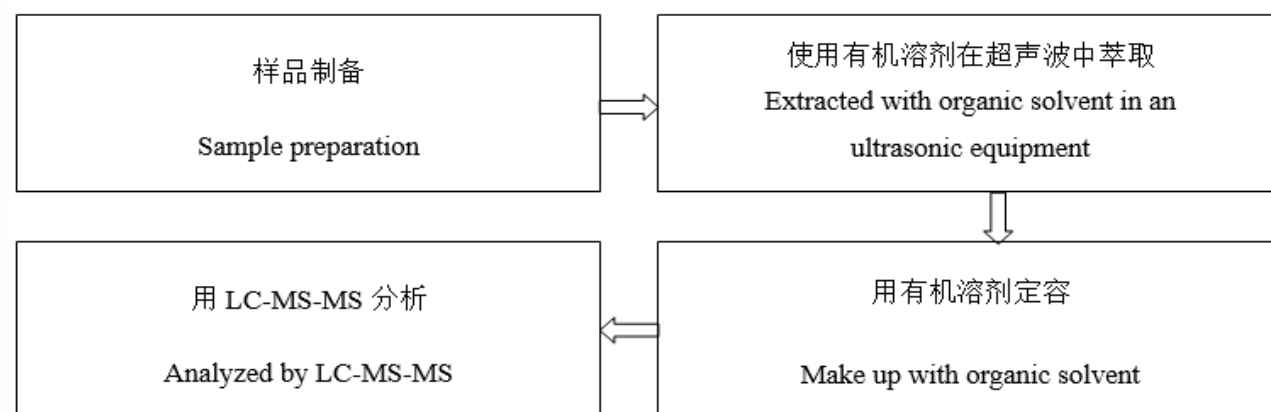 样品制备
Sample preparation
使用有机溶剂在超声波中萃取
Extracted with organic solvent in an
ultrasonic equipment
用有机溶剂定容
Make up with organic solvent
用 LC-MS-MS 分析
Analyzed by LC-MS-MS